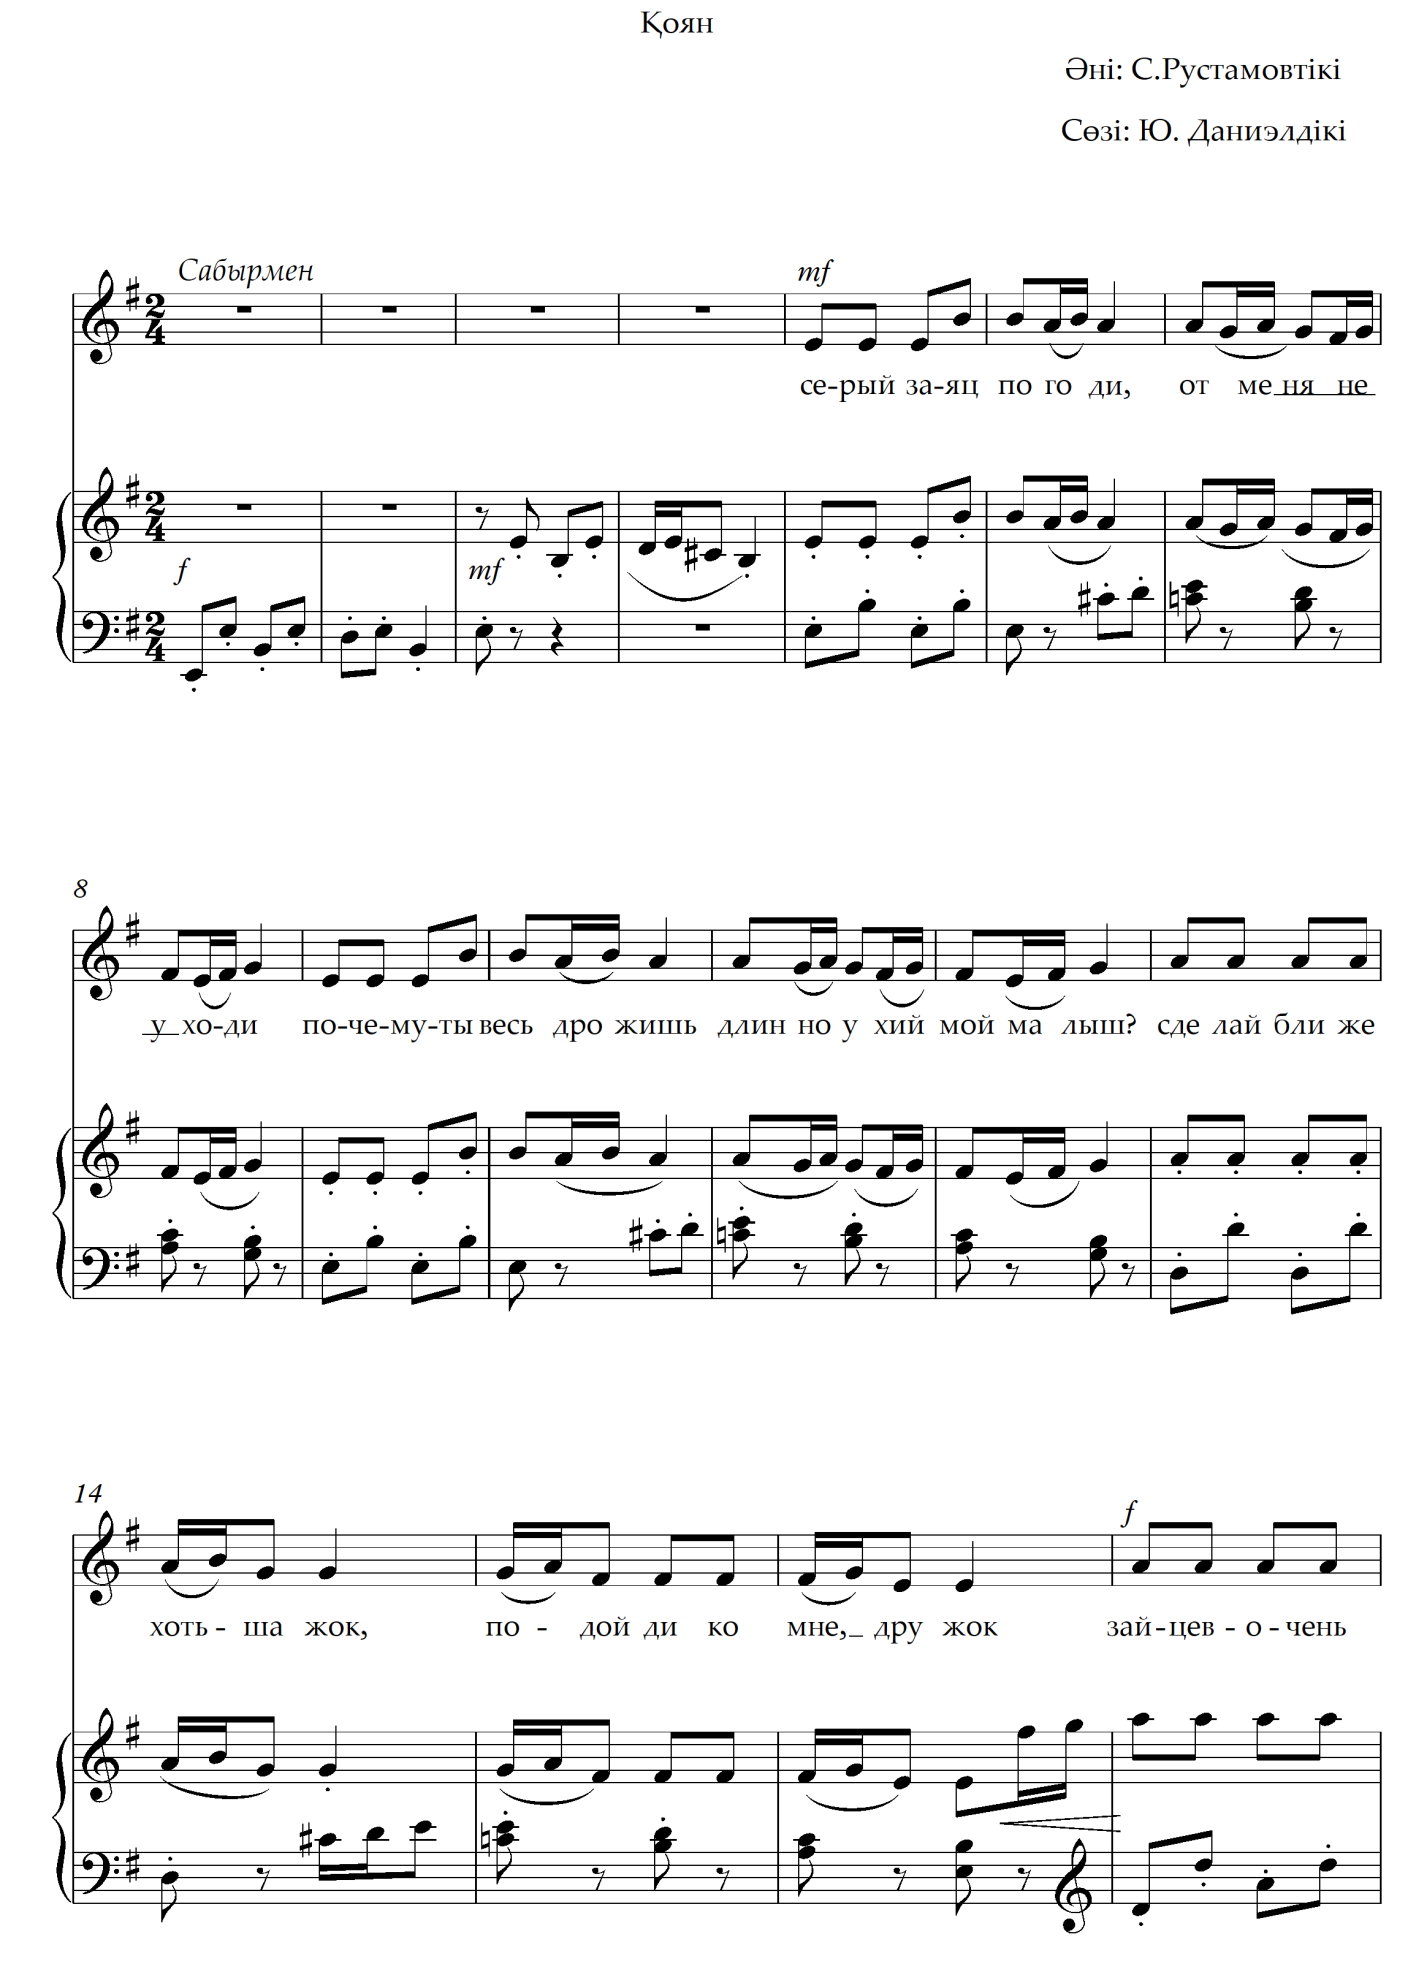 Қоян
Әні: С.Рустамовтікі
Сөзі: Ю. Даниэлдікі
Сабырмен
mf
се-рый за-яц по го ди, от ме ня не
f mf
8
у хо-ди по-че-му-ты весь дро жишь длин но у хий мой ма лыш? сде лай бли же
14
f
хоть - ша жок, по - дой ди ко мне,_ дру жок зай-цев - о - чень